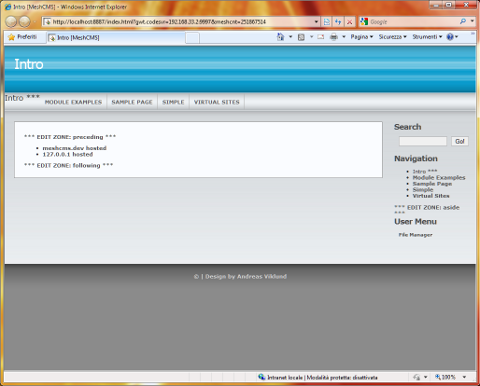 Intro [MeshCMS] - Windows Internet Explorer
http://localhost:8887/index.html?gwt.codesvr=192.168.33.2:9997&meshcnt=251867514
Google
Preferiti
Intro [MeshCMS]
Pagina
Sicurezza
Strumenti
Intro
Intro ***
MODULE EXAMPLES
SAMPLE PAGE
SIMPLE
VIRTUAL SITES
*** EDIT ZONE: preceding ***
meshcms.dev hosted
127.0.0.1 hosted
*** EDIT ZONE: following ***
Search
Go!
Navigation
Intro ***
Module Examples
Sample Page
Simple
Virtual Sites
*** EDIT ZONE: aside
***
User Menu
File Manager
© | Design by Andreas Viklund
Intranet locale | Modalità protetta: disattivata
100%